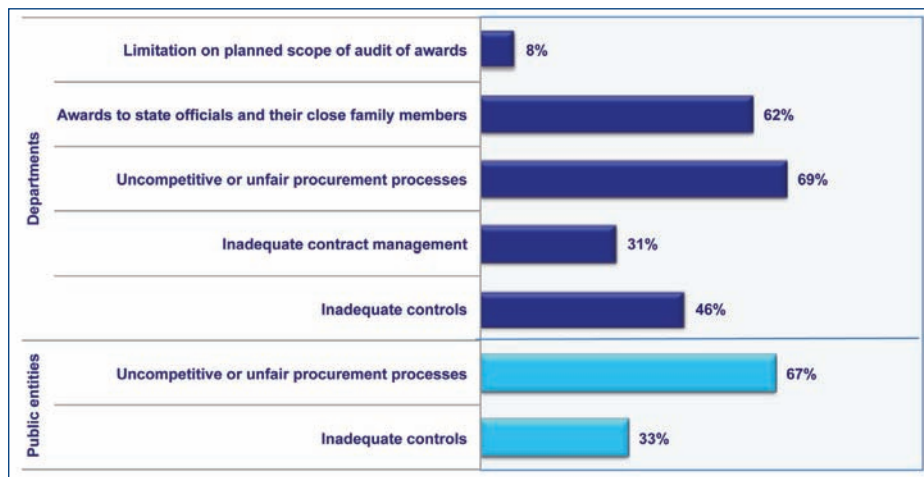 Departments
Limitation on planned scope of audit of awards 8%
Awards to state officials and their close family members 62%
Uncompetitive or unfair procurement processes 69%
Inadequate contract management 31%
Inadequate controls 46%
Public entities
Uncompetitive or unfair procurement processes 67%
Inadequate controls 33%